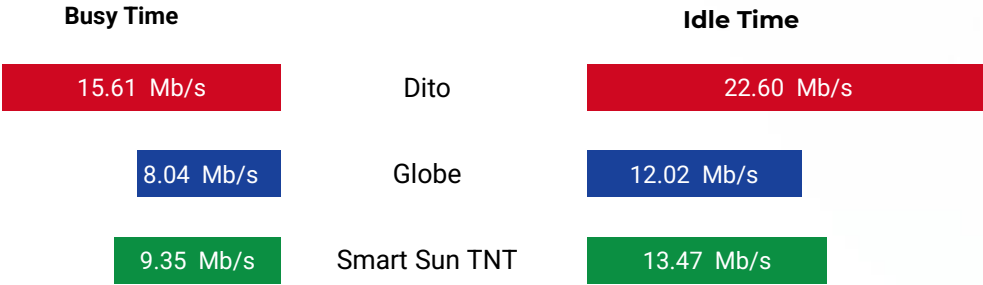 Busy Time Idle Time
15.61 Mb/s Dito 22.60 Mb/s
8.04 Mb/s Globe 12.02 Mb/s
9.35 Mb/s Smart Sun TNT 13.47 Mb/s